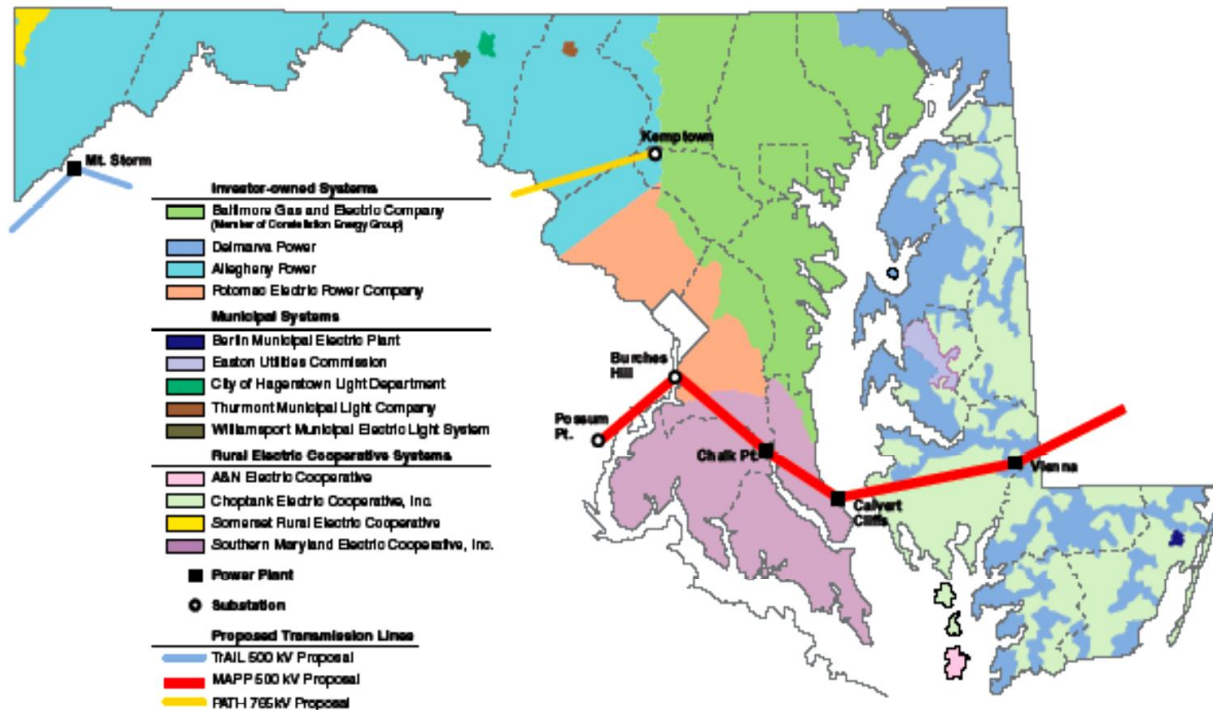 Kemptown
Mt. Storm
Investor-owned Systems
Baltimore Gas and Electric Company
(Member of Constellation Energy Group)
Delmarva Power
Allegheny Power
Potomac Electric Power Company
Municipal Systems
Berlin Municipal Electric Plant
Easton Utilities Commission
City of Hagerstown Light Department
Thurmont Municipal Light Company
Williamsport Municipal Electric Light System
Rural Electric Cooperative Systems
A&N Electric Cooperative
Choptank Electric Cooperative, Inc.
Somerset Rural Electric Cooperative
Southern Maryland Electric Cooperative, Inc.
Power Plant
Substation
Proposed Transmission Lines
TrAIL 500 kV Proposal
MAPP 500 kV Proposal
PATH 765 kV Proposal
Burches
Hill
Possum
Pt.
Chalk Pt.
Calvert
Cliffs
Vienna